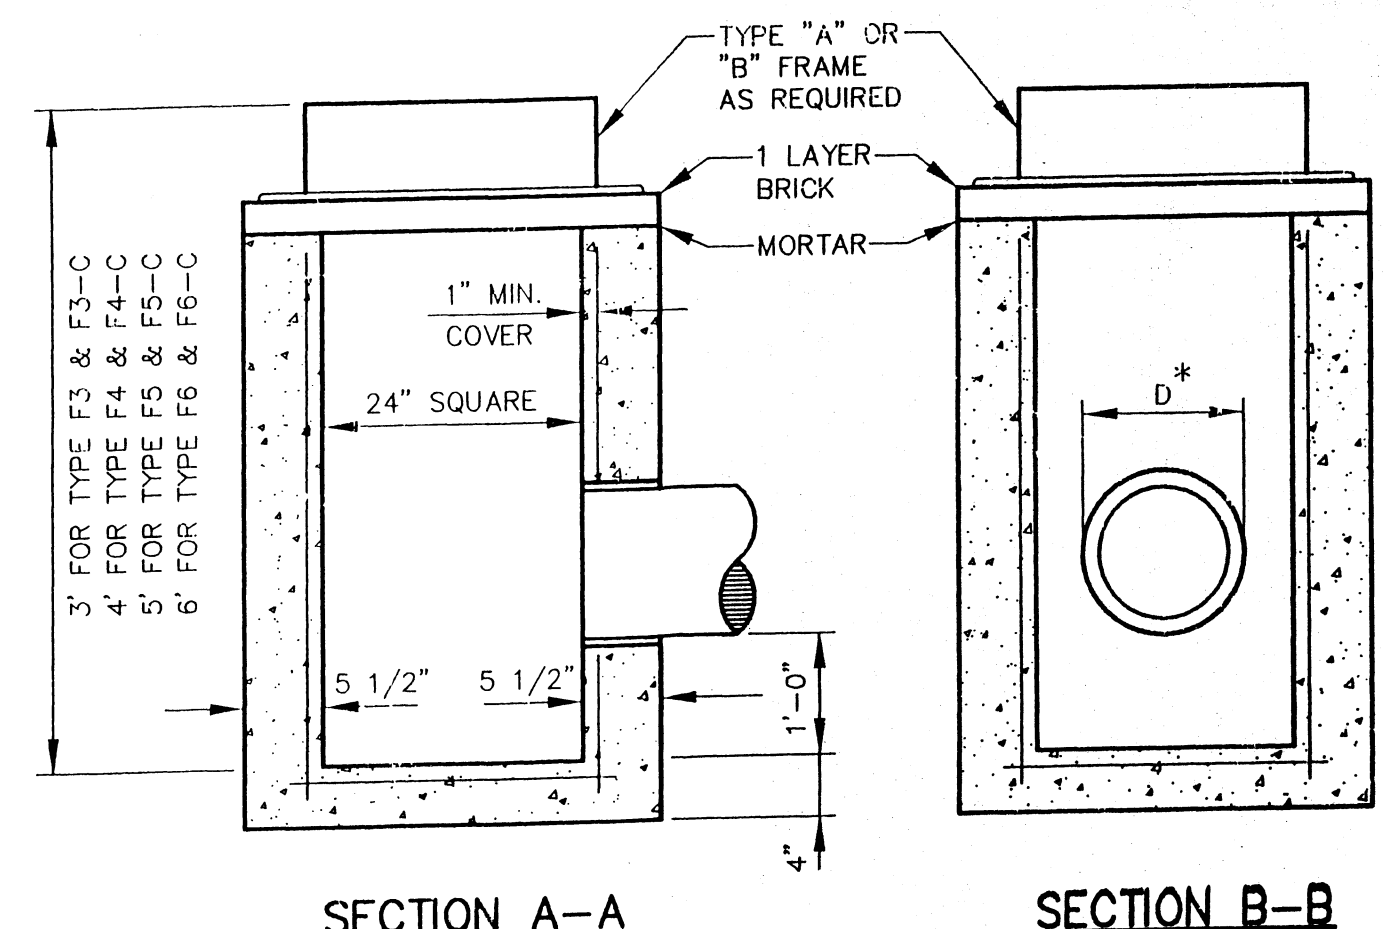 TYPE "A" OR
"B" FRAME
AS REQUIRED
1 LAYER
BRICK
MORTAR
3' FOR TYPE F3 & F3-C
4' FOR TYPE F4 & F4-C
5' FOR TYPE F5 & F5-C
6' FOR TYPE F6 & F6-C
1" MIN.
COVER
24" SQUARE
D*
5 1/2"
5 1/2"
1'-0"
4"
SECTION A-A
SECTION B-B